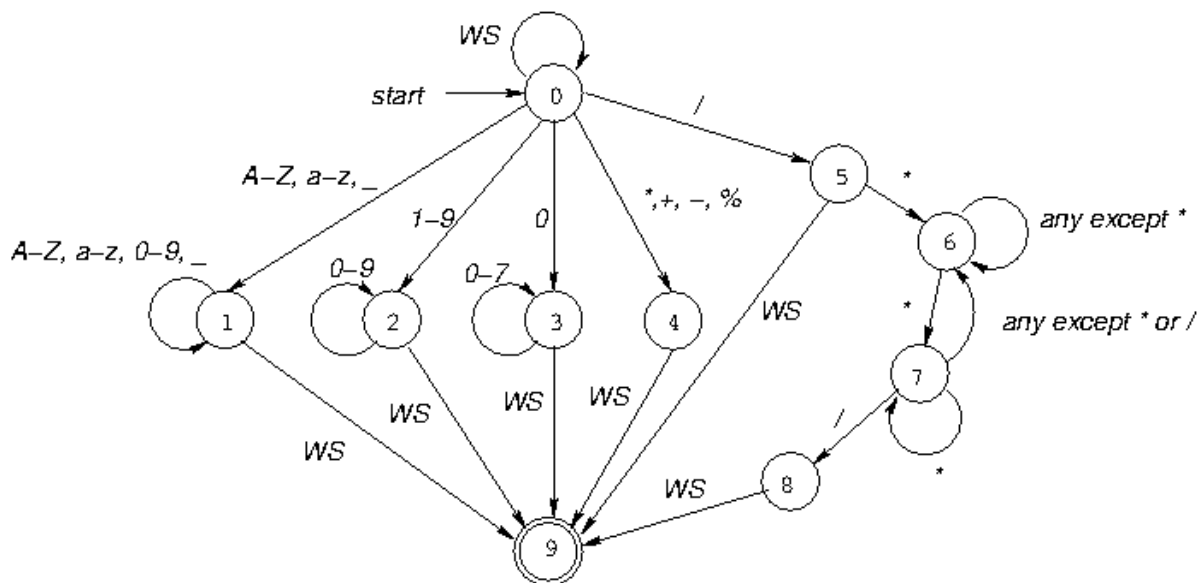 WS
start
0
/
5
*
A-Z, a-z, _
1-9
0
*,+, -, %
6
any except *
A-Z, a-z, 0-9, _
0-9
0-7
WS
*
any except * or /
1
2
3
4
7
WS
WS
WS
WS
/
*
WS
8
9